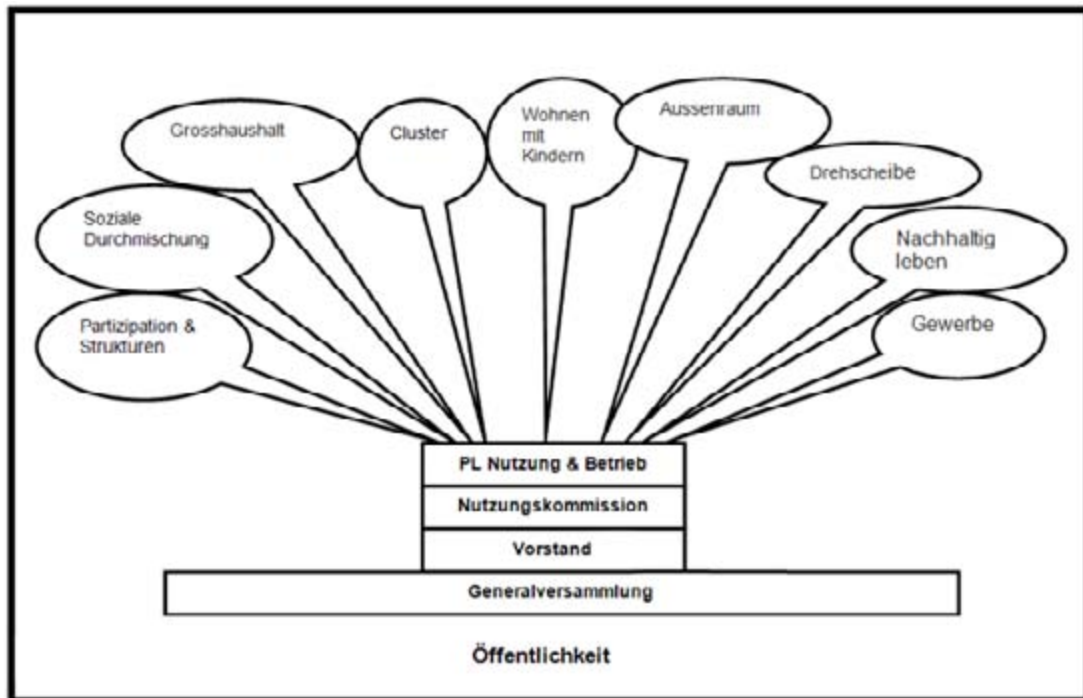 Grosshaushalt
Cluster
Wohnen
mit
Kindern
Aussenraum
Drehscheibe
Soziale
Durchmischung
Nachhaltig
leben
Partizipation &
Strukturen
Gewerbe
PL Nutzung & Betrieb
Nutzungskommission
Vorstand
Generalversammlung
Öffentlichkeit